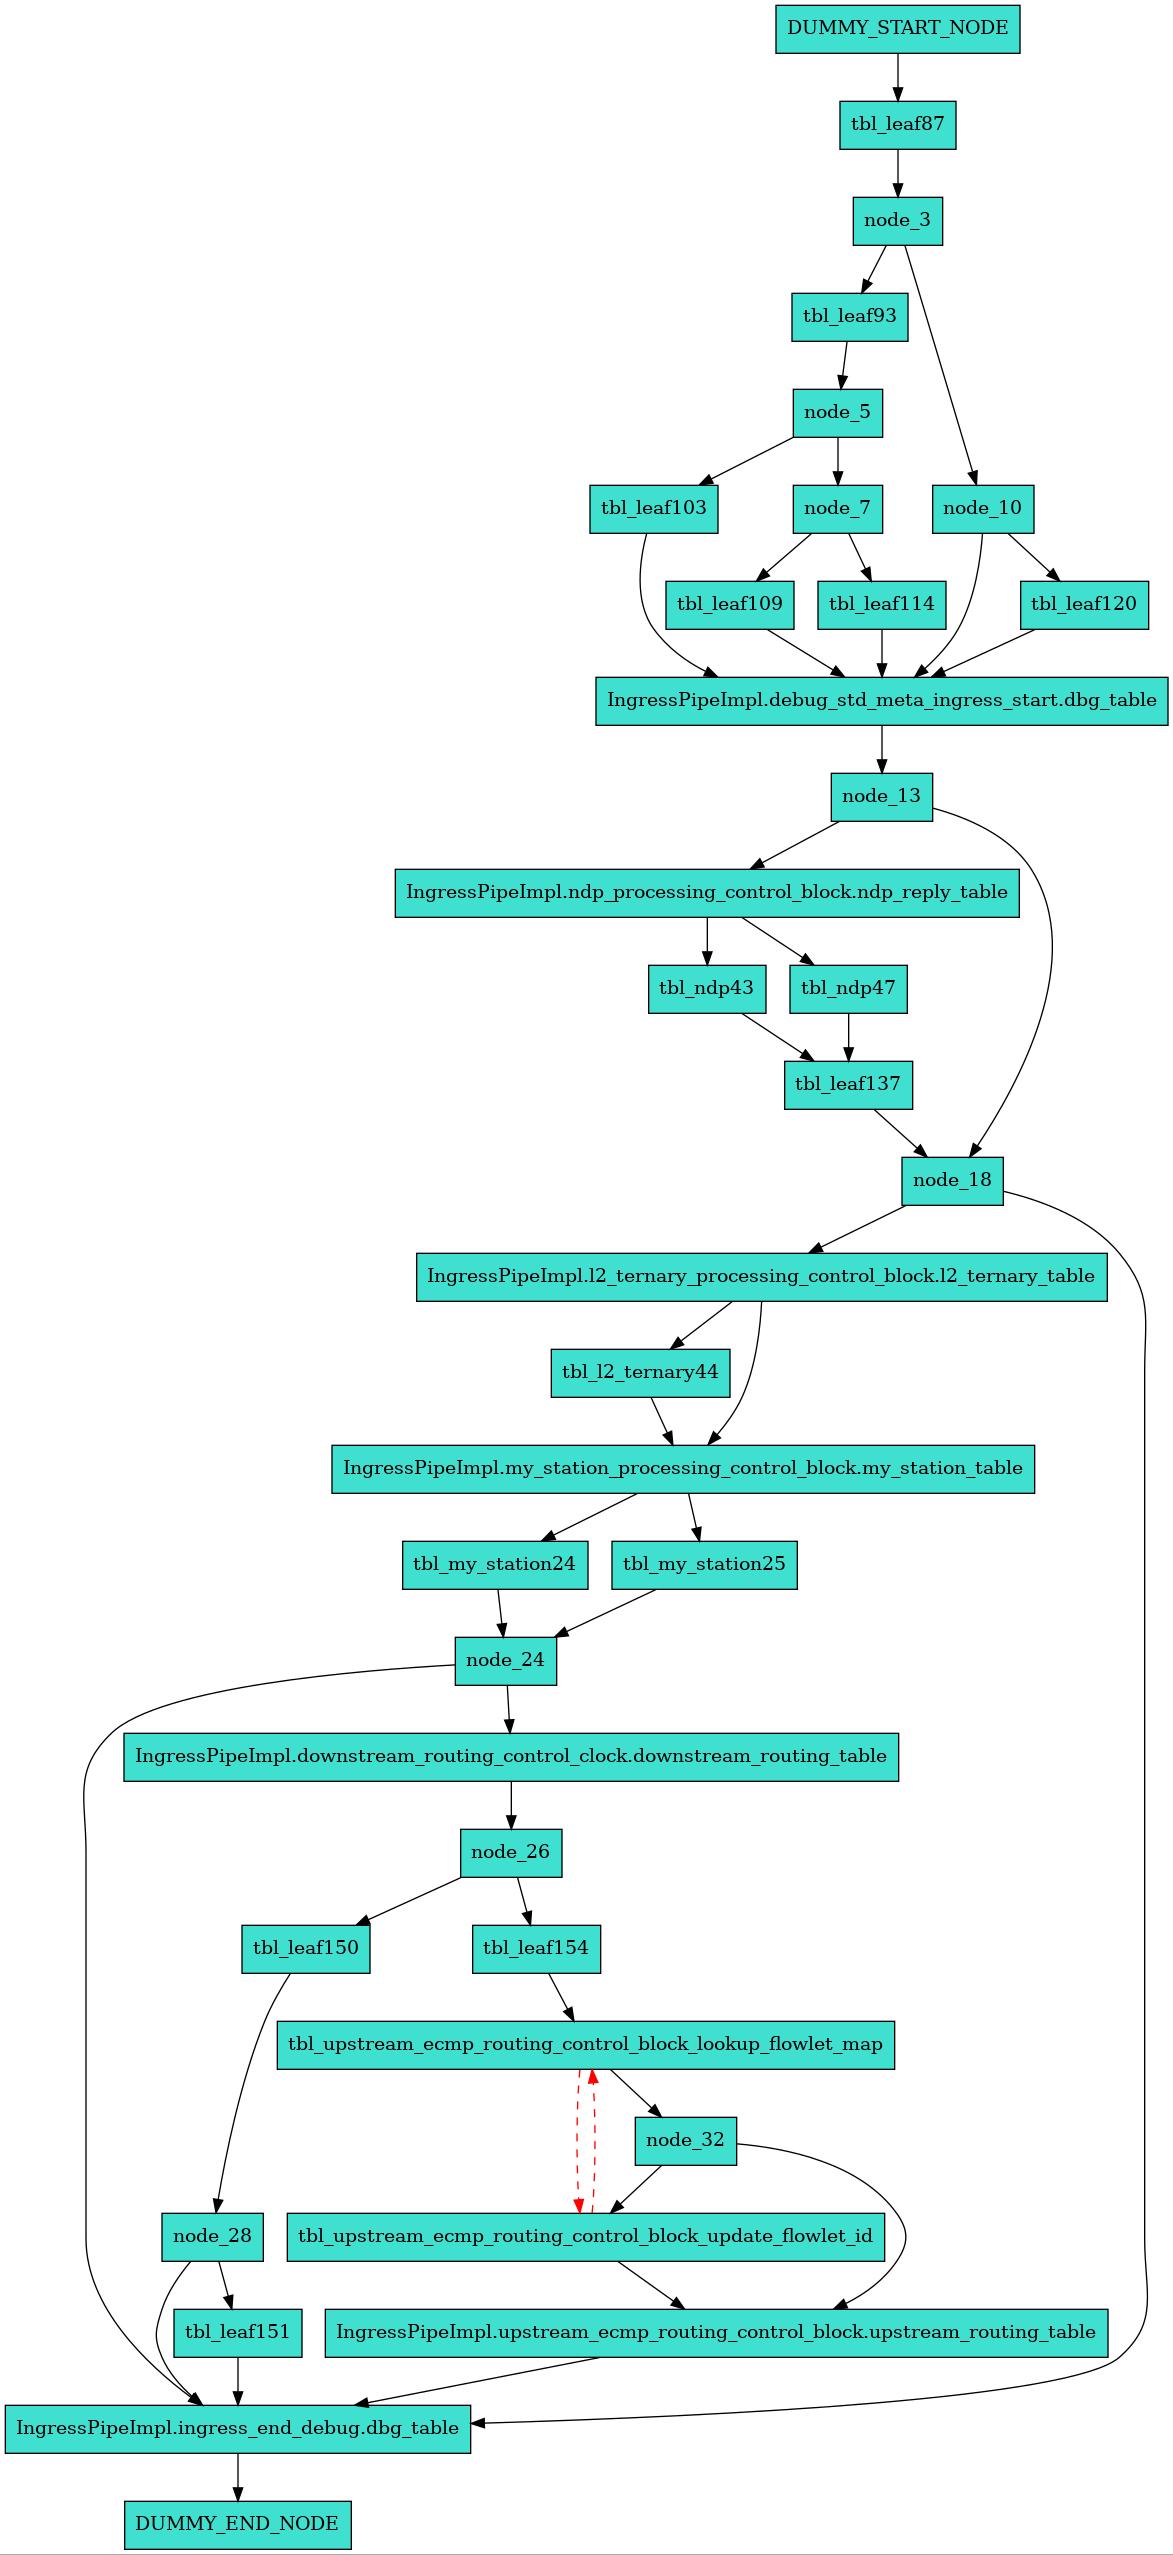 DUMMY_START_NODE
tbl_leaf87
node_3
tbl_leaf93
node_5
tbl_leaf103
node_7
node_10
tbl_leaf109
tbl_leaf114
tbl_leaf120
IngressPipeImpl.debug_std_meta_ingress_start.dbg_table
node_13
IngressPipeImpl.ndp_processing_control_block.ndp_reply_table
tbl_ndp43
tbl_ndp47
tbl_leaf137
node_18
IngressPipeImpl.l2_ternary_processing_control_block.l2_ternary_table
tbl_l2_ternary44
IngressPipeImpl.my_station_processing_control_block.my_station_table
tbl_my_station24
tbl_my_station25
node_24
IngressPipeImpl.downstream_routing_control_clock.downstream_routing_table
node_26
tbl_leaf150
tbl_leaf154
tbl_upstream_ecmp_routing_control_block_lookup_flowlet_map
node_32
node_28
tbl_upstream_ecmp_routing_control_block_update_flowlet_id
tbl_leaf151
IngressPipeImpl.upstream_ecmp_routing_control_block.upstream_routing_table
IngressPipeImpl.ingress_end_debug.dbg_table
DUMMY_END_NODE